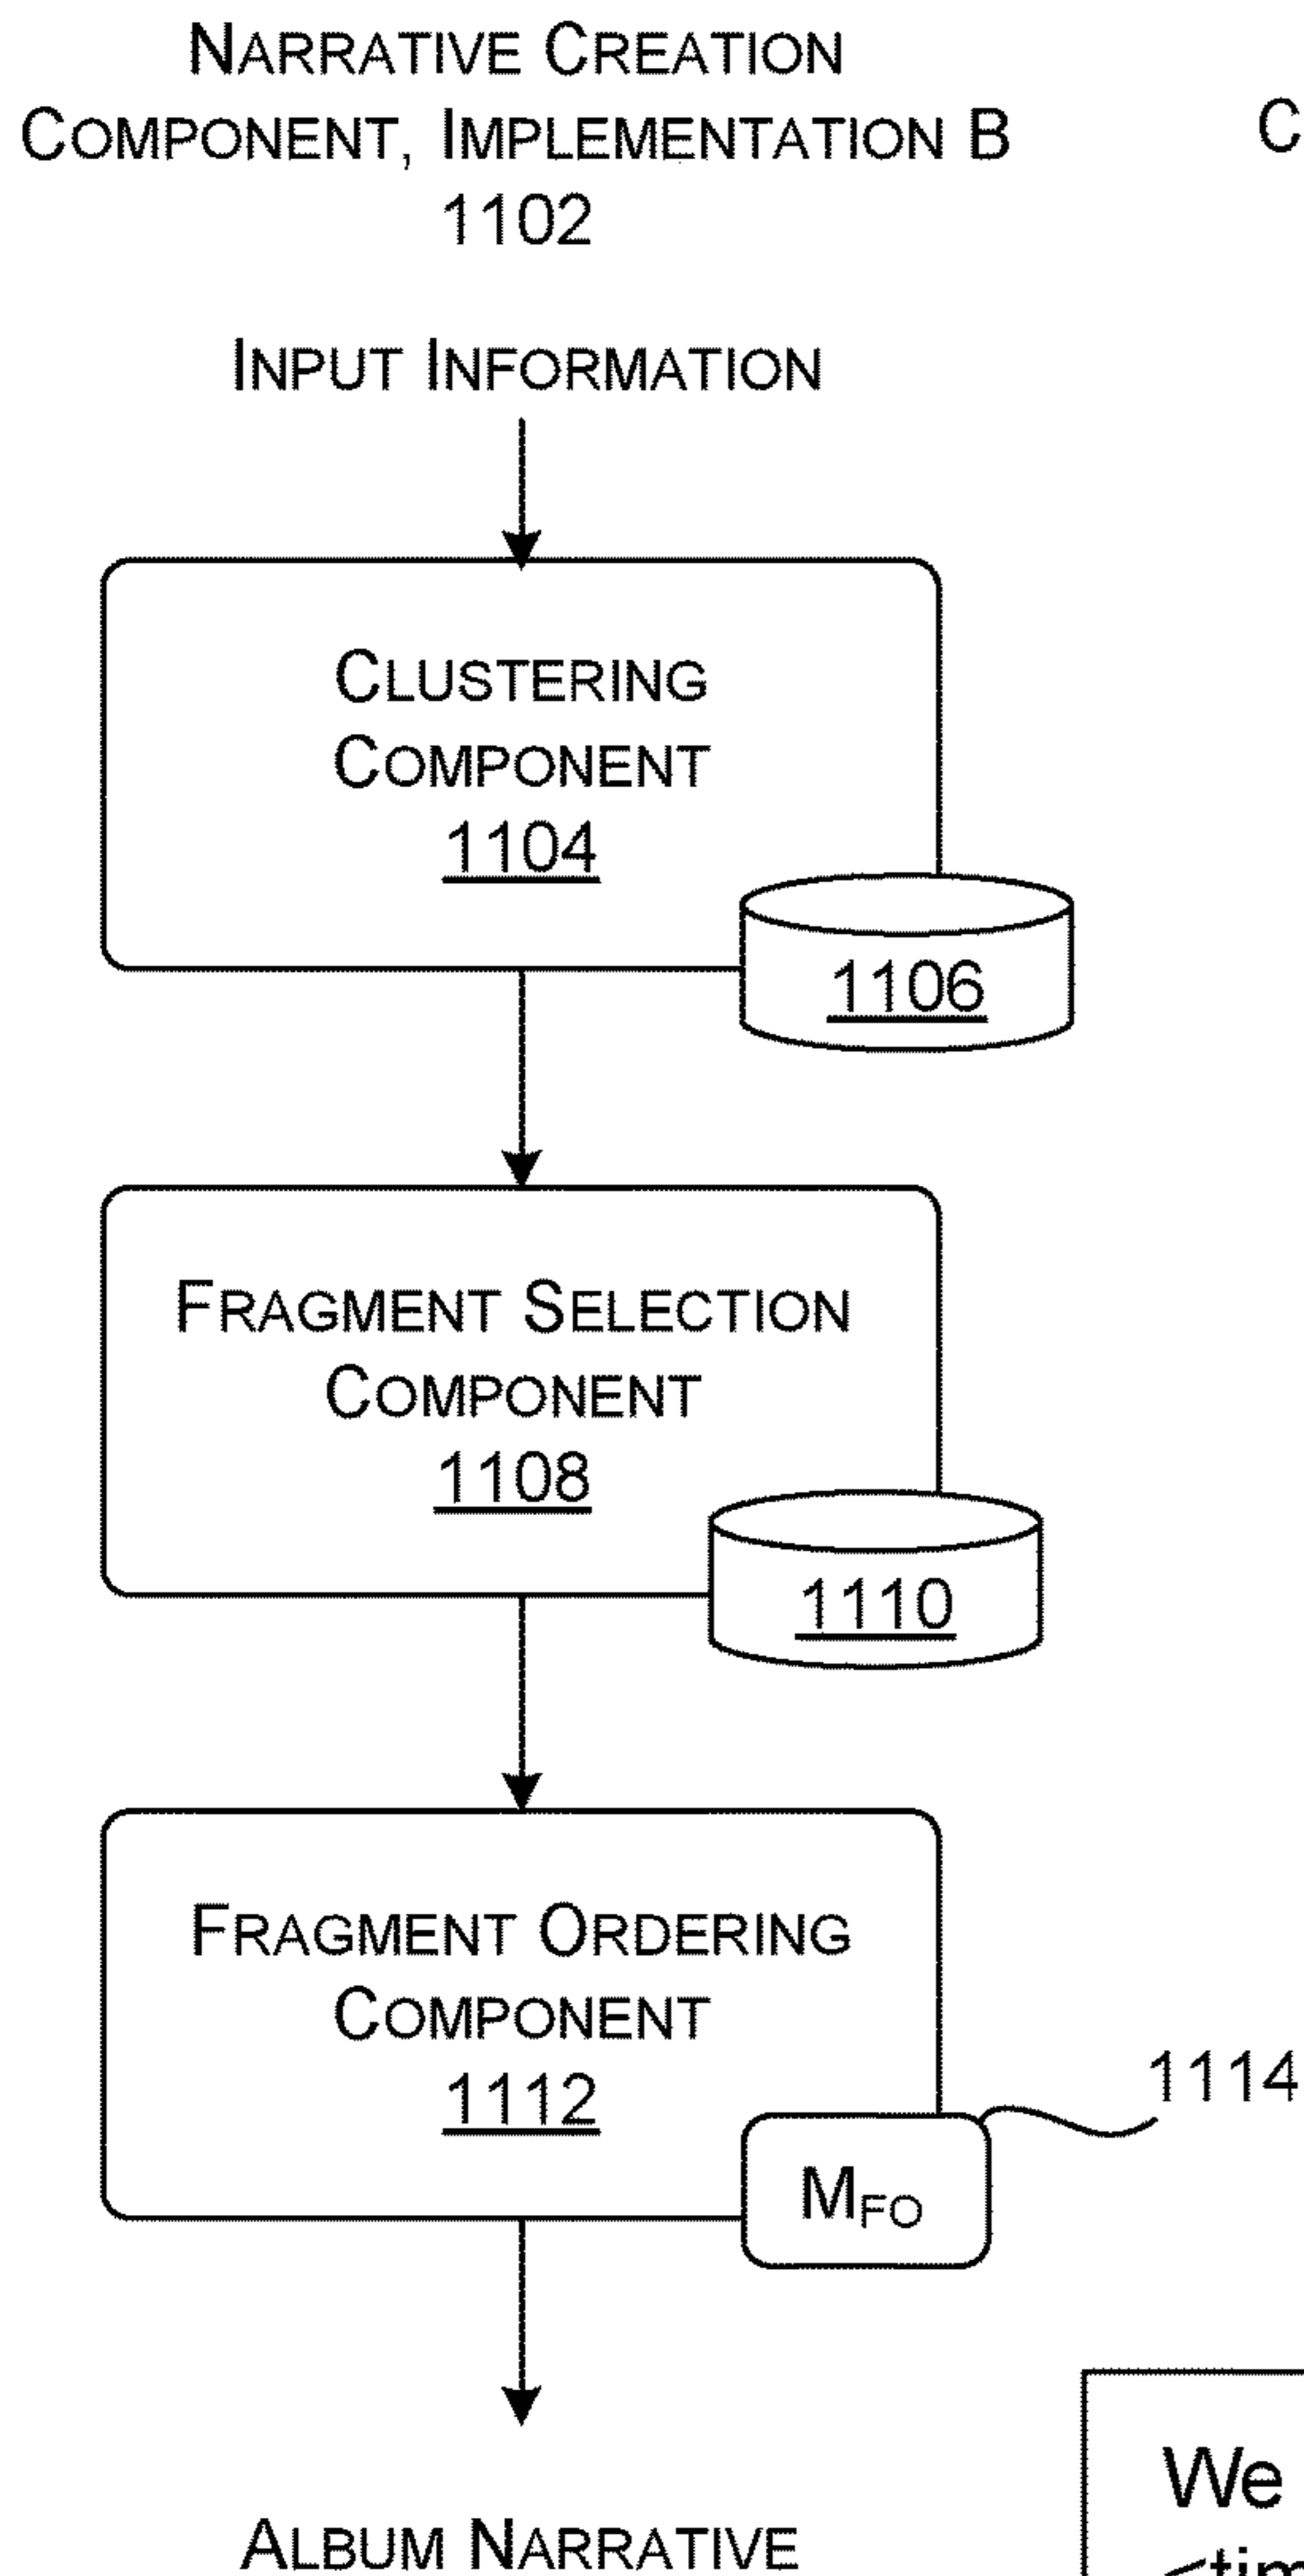 NARRATIVE CREATION
COMPONENT, IMPLEMENTATION B
1102
INPUT INFORMATION
CLUSTERING
COMPONENT
1104
1106
FRAGMENT SELECTION
COMPONENT
1108
1110
FRAGMENT ORDERING
COMPONENT
1112
1114
MFO
ALBUM NARRATIVE
C
We